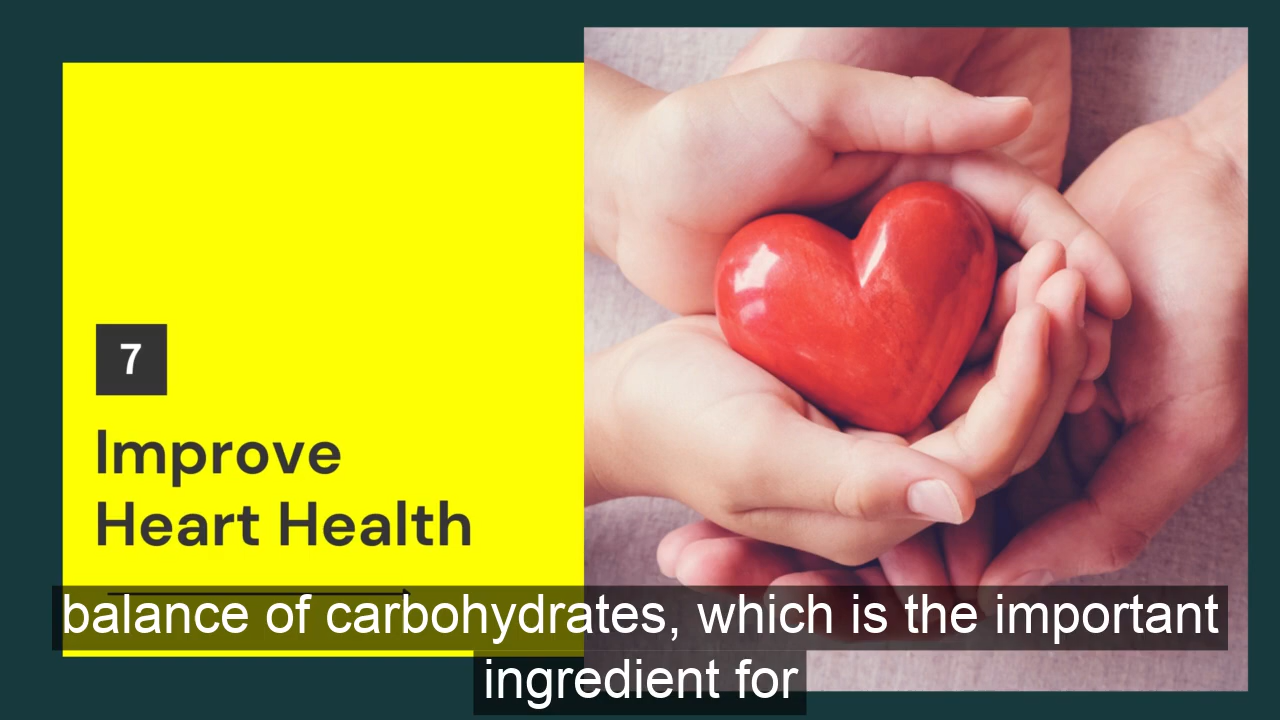 7
Improve
Heart Health
balance of carbohydrates, which is the important
ingredient for